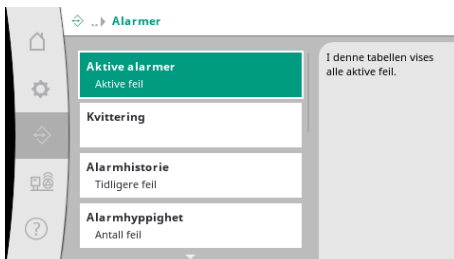 ..▸ Alarmer
Aktive alarmer
Aktive feil
Kvittering
Alarmhistorie
Tidligere feil
Alarmhyppighet
Antall feil
I denne tabellen vises
alle aktive feil.
?